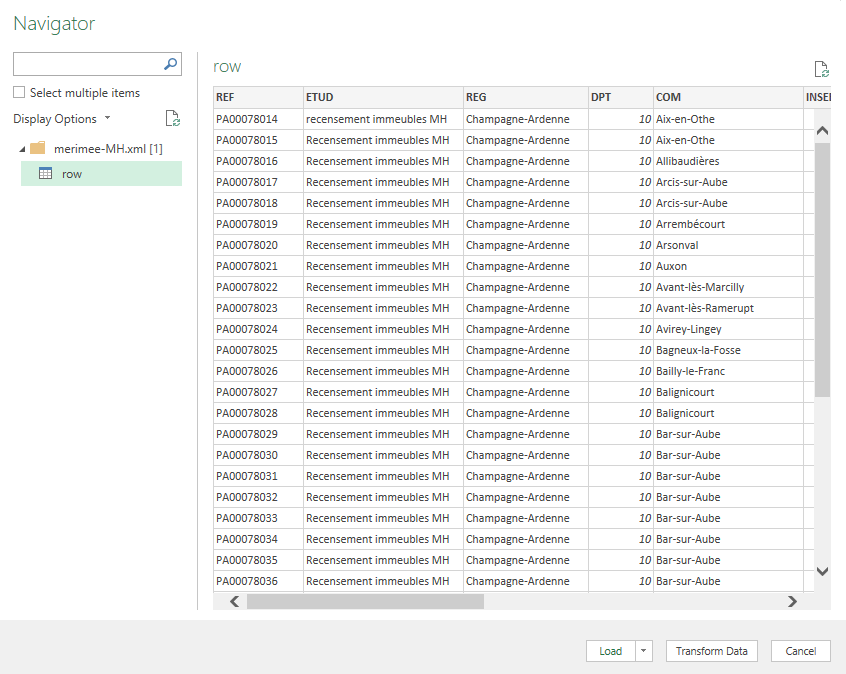 Navigator
Select multiple items
Display Options
merimee-MH.xml [1]
row
row
REF ETUD REG DPT COM INSEI
PA00078014 recensement immeubles MH Champagne-Ardenne 10 Aix-en-Othe
PA00078015 Recensement immeubles MH Champagne-Ardenne 10 Aix-en-Othe
PA00078016 Recensement immeubles MH Champagne-Ardenne 10 Allibaudières
PA00078017 Recensement immeubles MH Champagne-Ardenne 10 Arcis-sur-Aube
PA00078018 Recensement immeubles MH Champagne-Ardenne 10 Arcis-sur-Aube
PA00078019 Recensement immeubles MH Champagne-Ardenne 10 Arrembécourt
PA00078020 Recensement immeubles MH Champagne-Ardenne 10 Arsonval
PA00078021 Recensement immeubles MH Champagne-Ardenne 10 Auxon
PA00078022 Recensement immeubles MH Champagne-Ardenne 10 Avant-lès-Marcilly
PA00078023 Recensement immeubles MH Champagne-Ardenne 10 Avant-lès-Ramerupt
PA00078024 Recensement immeubles MH Champagne-Ardenne 10 Avirey-Lingey
PA00078025 Recensement immeubles MH Champagne-Ardenne 10 Bagneux-la-Fosse
PA00078026 Recensement immeubles MH Champagne-Ardenne 10 Bailly-le-Franc
PA00078027 Recensement immeubles MH Champagne-Ardenne 10 Balignicourt
PA00078028 Recensement immeubles MH Champagne-Ardenne 10 Balignicourt
PA00078029 Recensement immeubles MH Champagne-Ardenne 10 Bar-sur-Aube
PA00078030 Recensement immeubles MH Champagne-Ardenne 10 Bar-sur-Aube
PA00078031 Recensement immeubles MH Champagne-Ardenne 10 Bar-sur-Aube
PA00078032 Recensement immeubles MH Champagne-Ardenne 10 Bar-sur-Aube
PA00078033 Recensement immeubles MH Champagne-Ardenne 10 Bar-sur-Aube
PA00078034 Recensement immeubles MH Champagne-Ardenne 10 Bar-sur-Aube
PA00078035 Recensement immeubles MH Champagne-Ardenne 10 Bar-sur-Aube
PA00078036 Recensement immeubles MH Champagne-Ardenne 10 Bar-sur-Aube
Load Transform Data Cancel